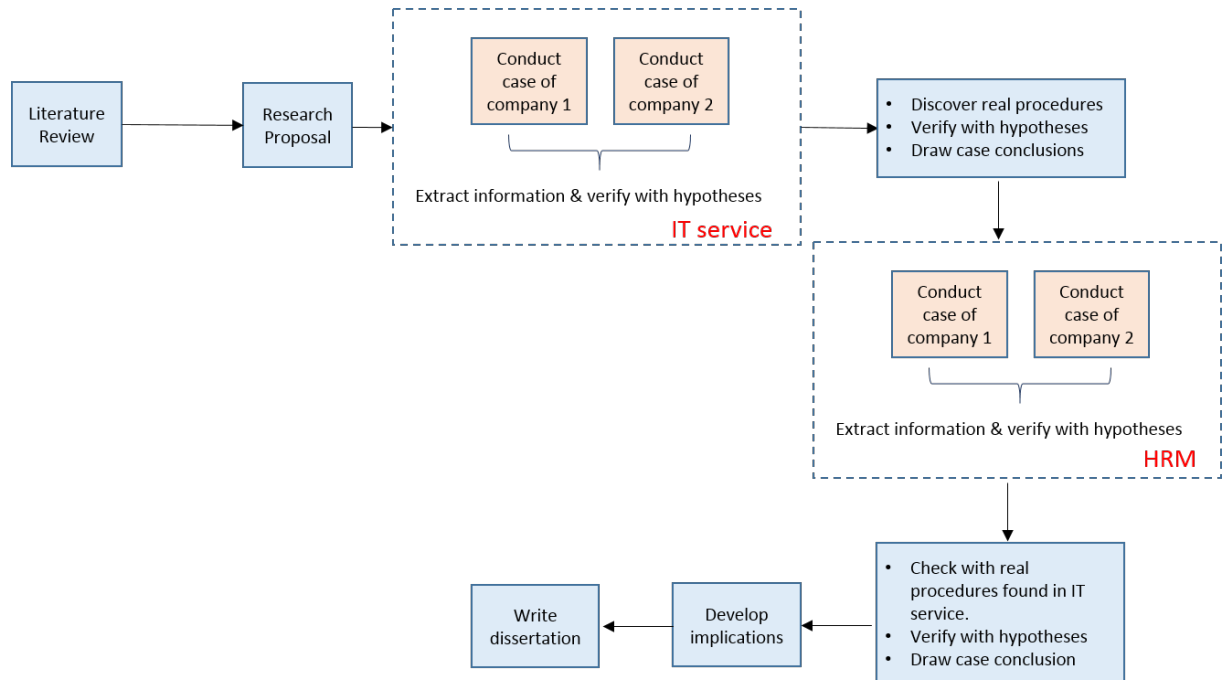 Literature
Review
Research
Proposal
Conduct
case of
company 1
Conduct
case of
company 2
Extract information & verify with hypotheses
IT service
• Discover real procedures
• Verify with hypotheses
• Draw case conclusions
Conduct
case of
company 1
Conduct
case of
company 2
Extract information & verify with hypotheses
HRM
• Check with real
procedures found in IT
service.
• Verify with hypotheses
• Draw case conclusion
Develop
implications
Write
dissertation